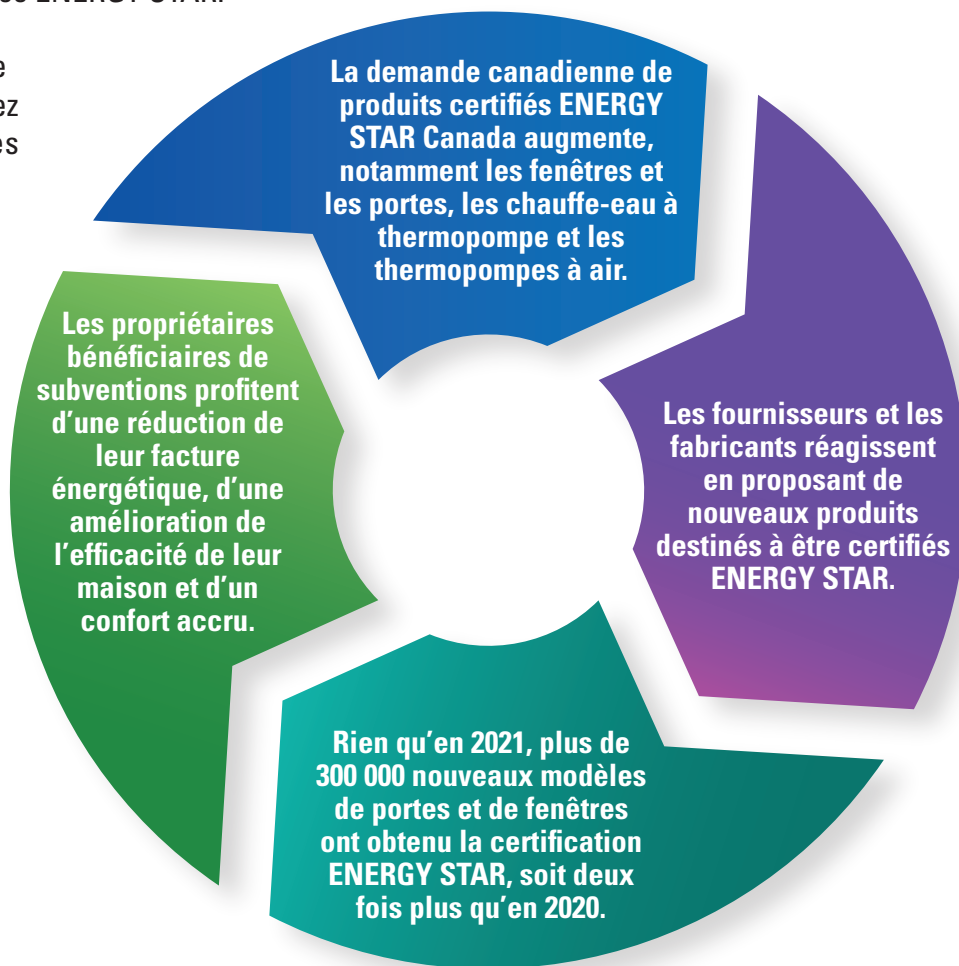 ENERGY STAR.
La demande canadienne de
produits certifiés ENERGY
STAR Canada augmente,
notamment les fenêtres et
les portes, les chauffe-eau à
thermopompe et les
thermopompes à air.
Les fournisseurs et les
fabricants réagissent
en proposant de
nouveaux produits
destinés à être certifiés
ENERGY STAR.
Rien qu’en 2021, plus de
300 000 nouveaux modèles
de portes et de fenêtres
ont obtenu la certification
ENERGY STAR, soit deux
fois plus qu’en 2020.
Les propriétaires
bénéficiaires de
subventions profitent
d’une réduction de
leur facture
énergétique, d’une
amélioration de
l’efficacité de leur
maison et d’un
confort accru.